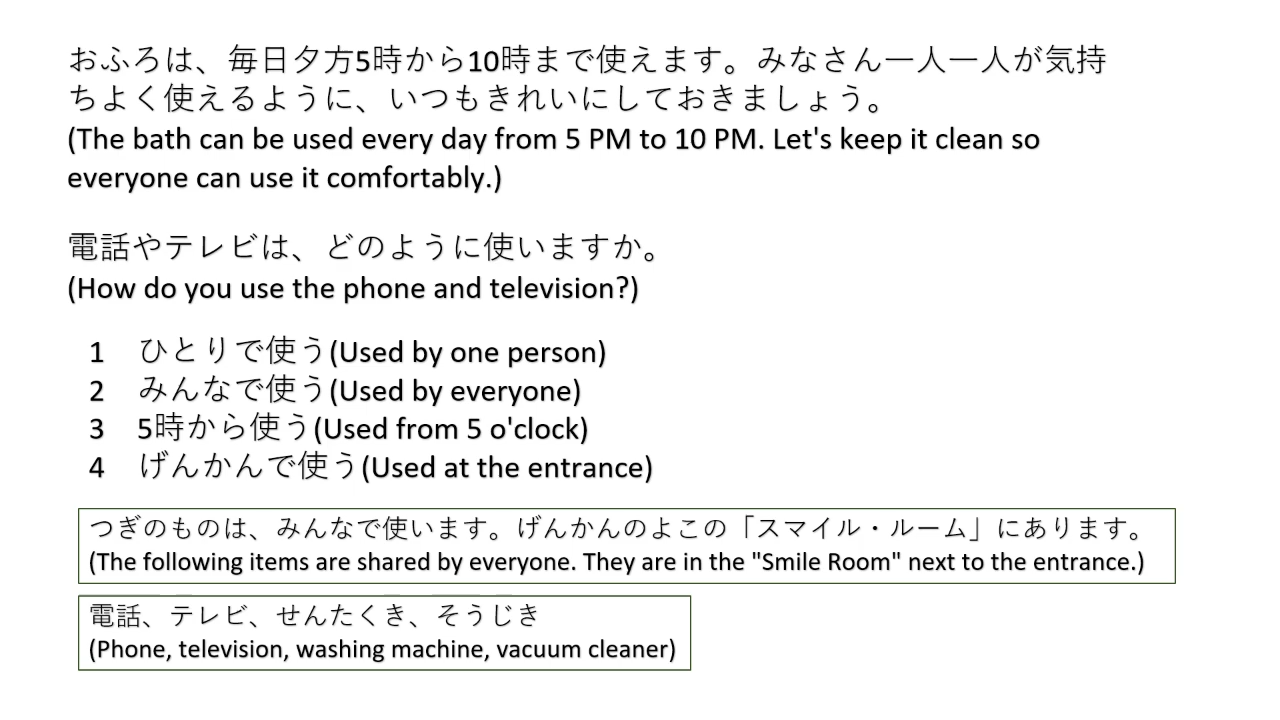 おふろは、毎日夕方5時から10時まで使えます。みなさん一人一人が気持
ちよく使えるように、いつもきれいにしておきましょう。
(The bath can be used every day from 5 PM to 10 PM. Let's keep it clean so
everyone can use it comfortably.)
電話やテレビは、どのように使いますか。
(How do you use the phone and television?)
1 ひとりで使う(Used by one person)
2 みんなで使う(Used by everyone)
3 5時から使う(Used from 5 o'clock)
4 げんかんで使う(Used at the entrance)
つぎのものは、みんなで使います。げんかんのよこの「スマイル・ルーム」にあります。
(The following items are shared by everyone. They are in the "Smile Room" next to the entrance.)
電話、テレビ、せんたくき、そうじき
(Phone, television, washing machine, vacuum cleaner)